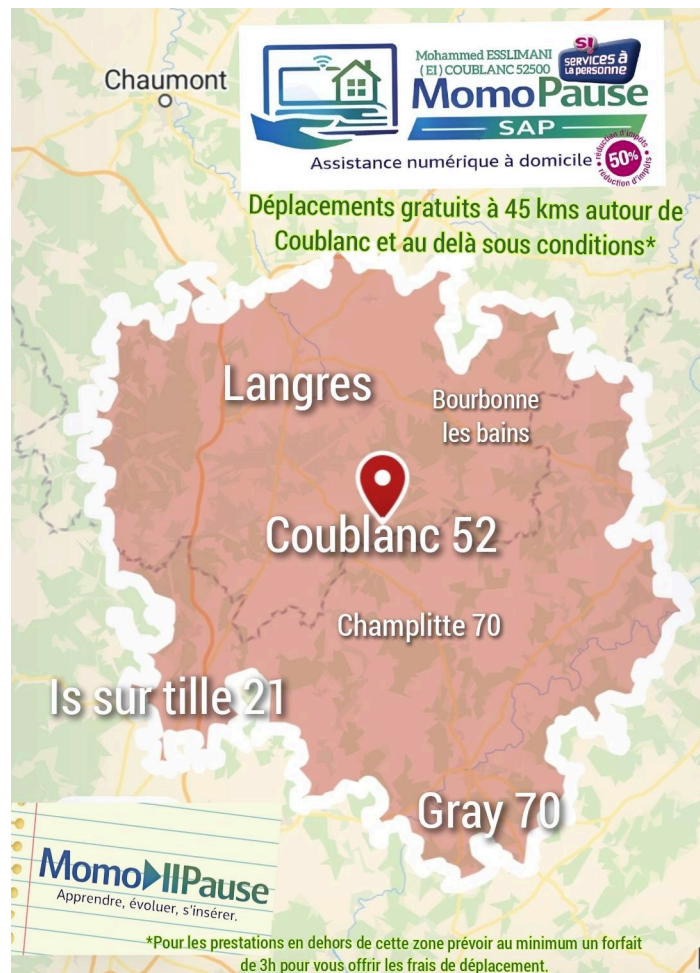 Chaumont
Mohammed ESSLIMANI
(EI) COUBLANC 52500
S!
SERVICES à
LA PERSONNE
MomoPause
SAP
Assistance numérique à domicile
réduction d'impôts
50%
réduction d'impôts
Déplacements gratuits à 45 kms autour de
Coublanc et au delà sous conditions*
Langres
Bourbonne
les bains
Coublanc 52
Champlitte 70
Is sur tille 21
Gray 70
MomoPause
Apprendre, évoluer, s'insérer.
*Pour les prestations en dehors de cette zone prévoir au minimum un forfait
de 3h pour vous offrir les frais de déplacement.